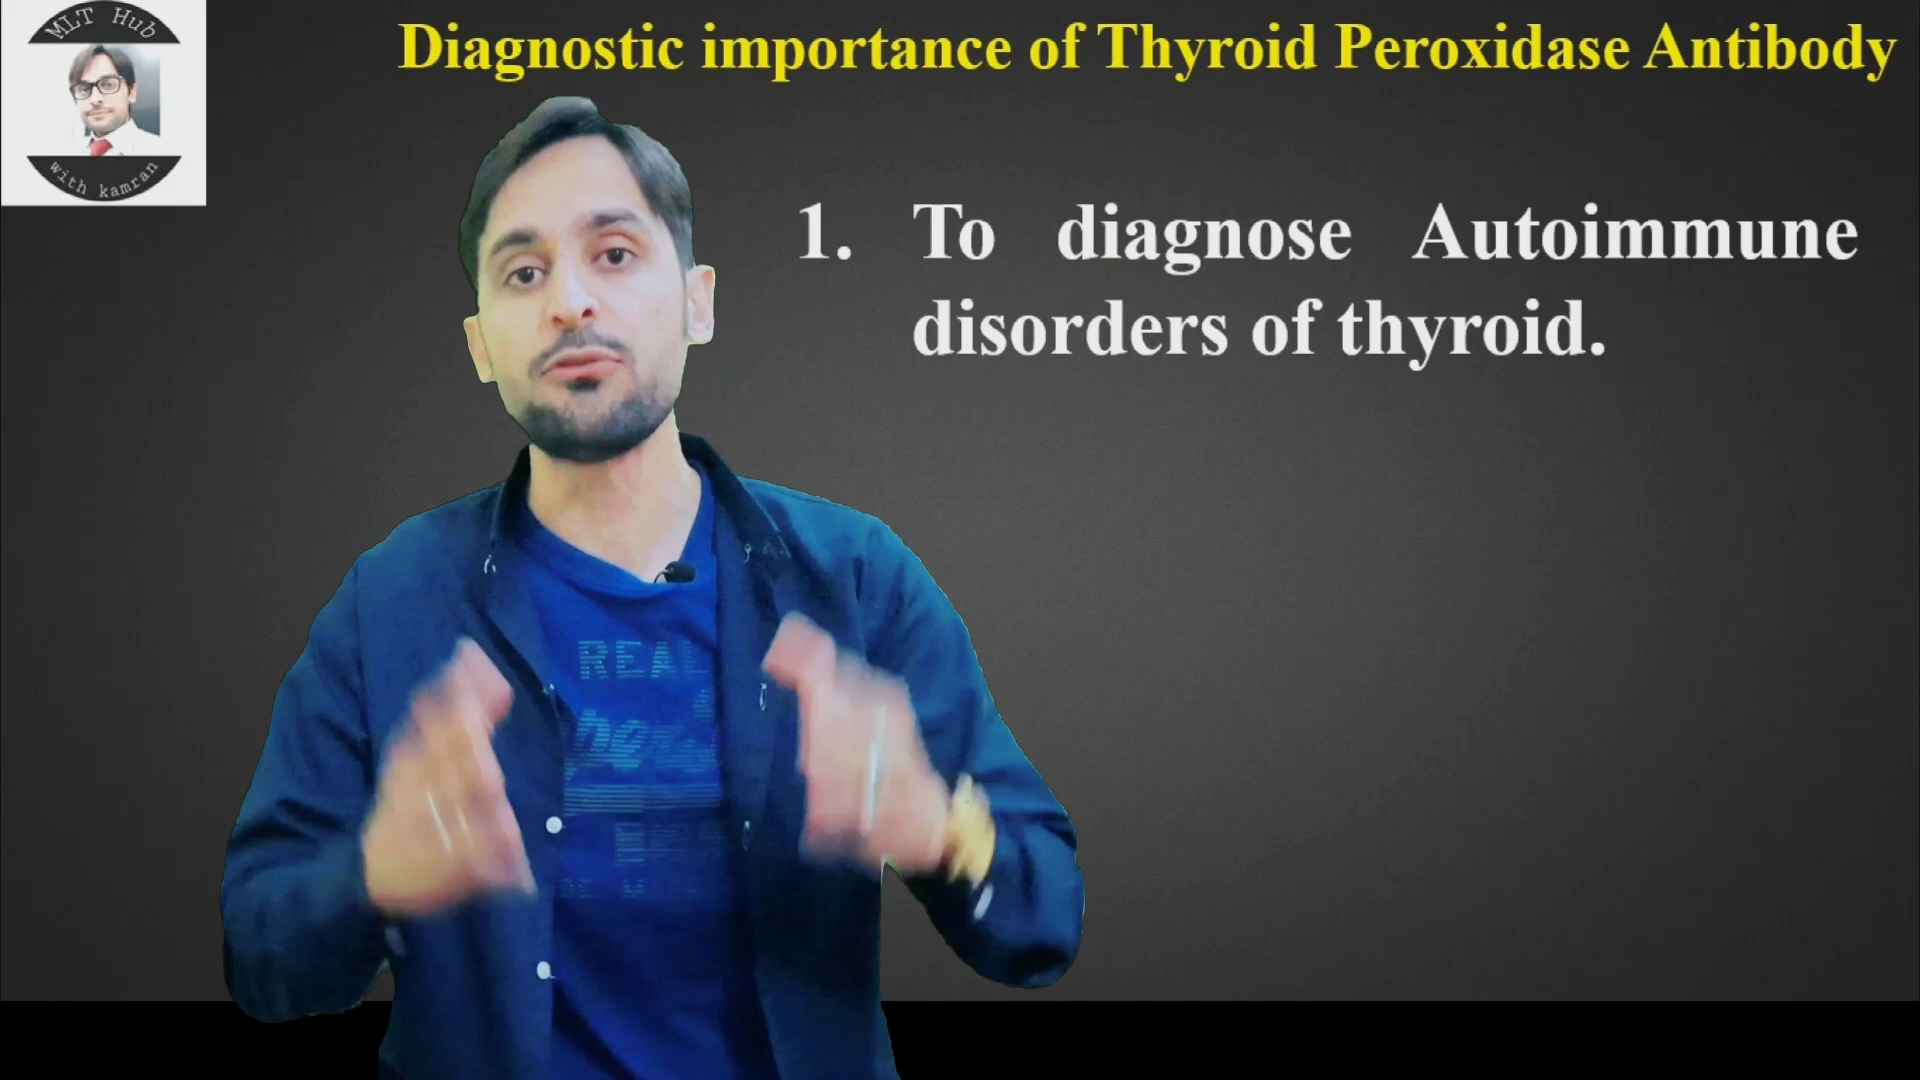 MLT Hub
with kamran
Diagnostic importance of Thyroid Peroxidase Antibody
1. To diagnose Autoimmune
disorders of thyroid.
REAL